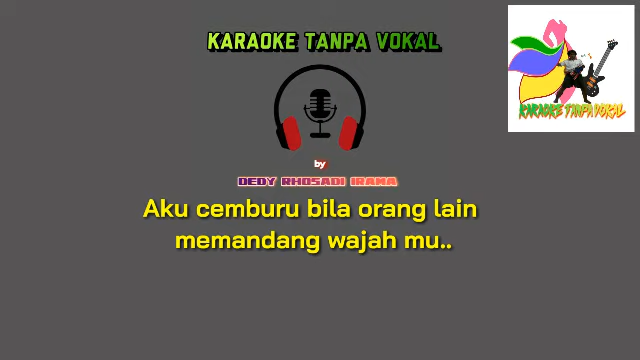 KARAOKE TANPA VOKAL
KARAOKE TANPA VOKAL
by
DEDY RHOSADI IRAMA
Aku cemburu bila orang lain
memandang wajah mu..